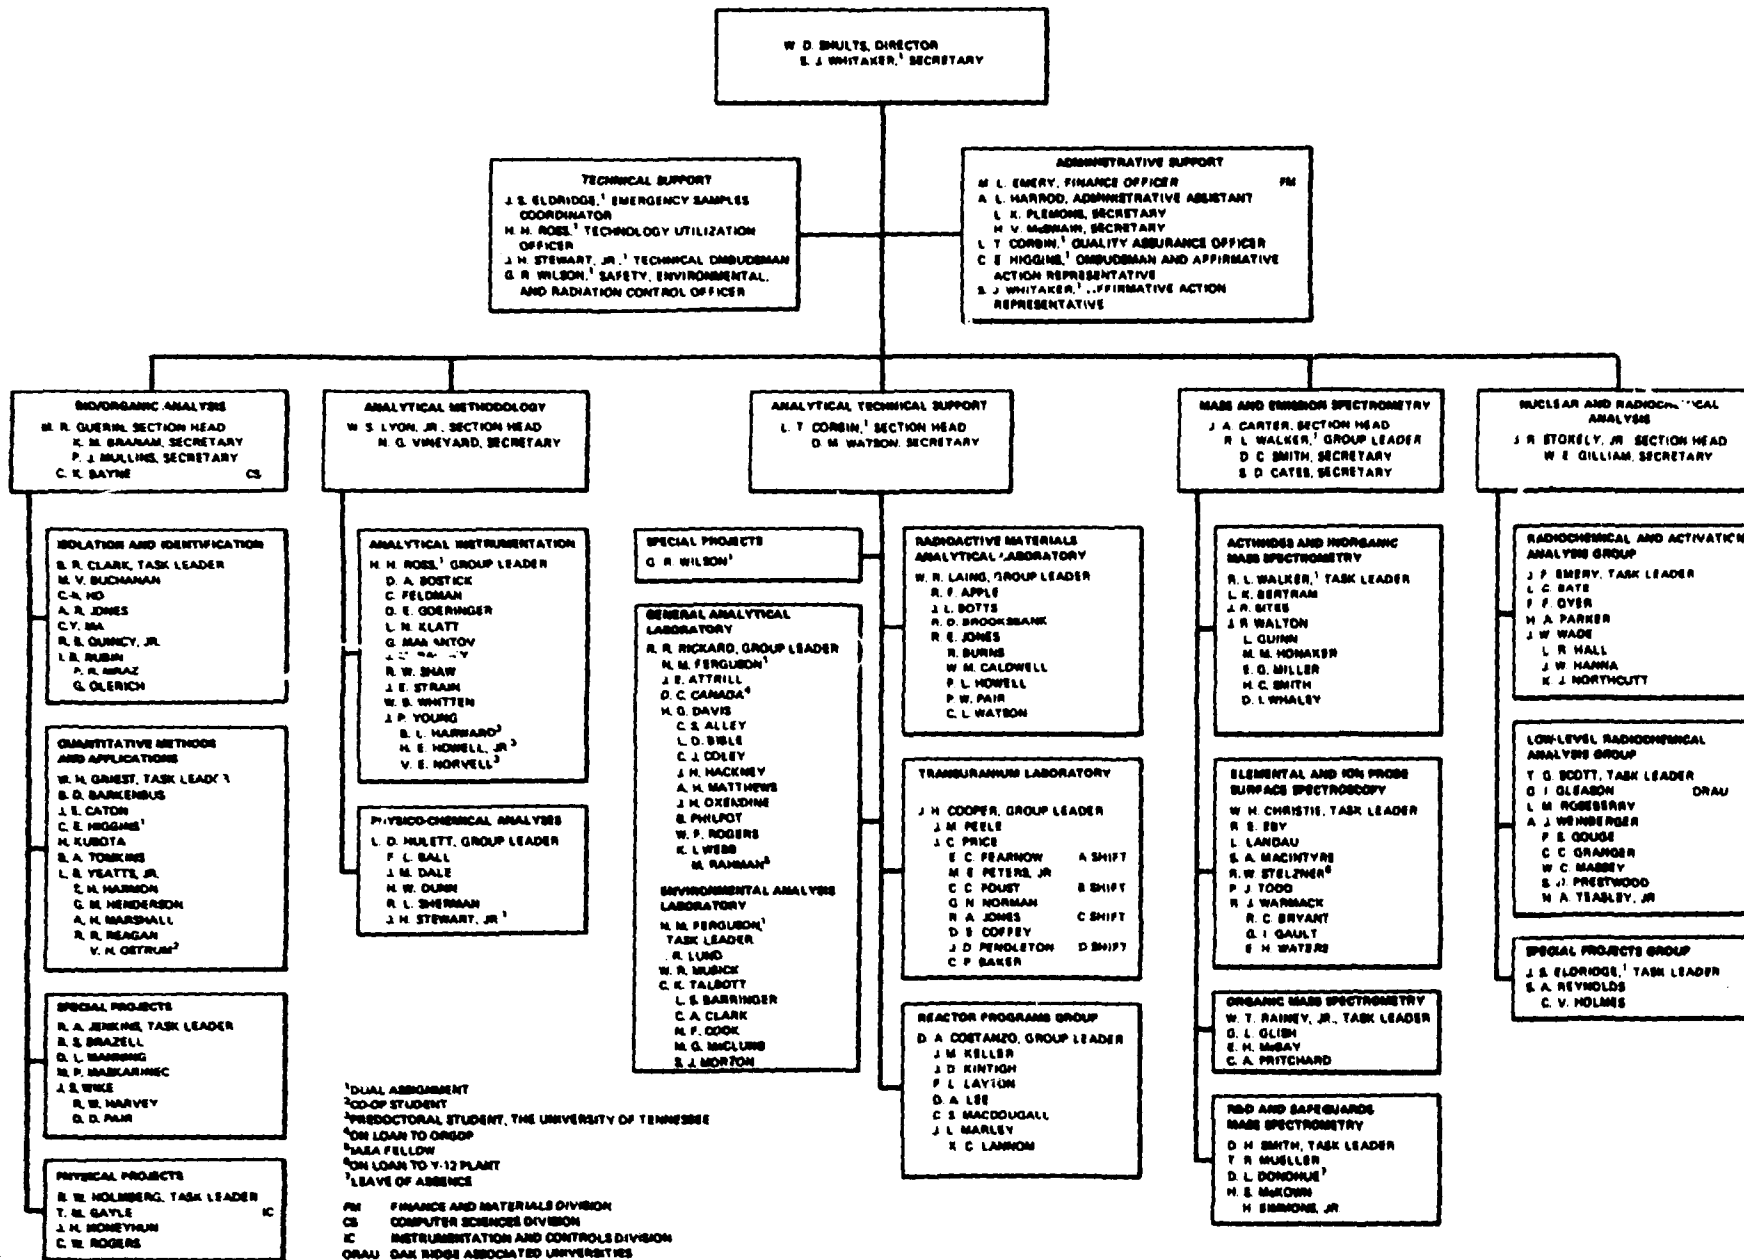 W. D. SHULTS, DIRECTOR
S. J. WHITAKER,¹ SECRETARY
TECHNICAL SUPPORT
J. S. ELDRIDGE,¹ EMERGENCY SAMPLES
COORDINATOR
H. H. ROSS,¹ TECHNOLOGY UTILIZATION
OFFICER
J. H. STEWART, JR.,¹ TECHNICAL OMBUDSMAN
G. R. WILSON,¹ SAFETY, ENVIRONMENTAL,
AND RADIATION CONTROL OFFICER
ADMINISTRATIVE SUPPORT
M. L. EMERY, FINANCE OFFICER FM
A. L. HARROD, ADMINISTRATIVE ASSISTANT
L. K. PLEMONS, SECRETARY
H. V. McSWAIN, SECRETARY
L. T. CORBIN,¹ QUALITY ASSURANCE OFFICER
C. E. HIGGINS,¹ OMBUDSMAN AND AFFIRMATIVE
ACTION REPRESENTATIVE
S. J. WHITAKER,¹ AFFIRMATIVE ACTION
REPRESENTATIVE
BIO/ORGANIC ANALYSIS
M. R. GUERIN, SECTION HEAD
K. M. BRANAM, SECRETARY
P. J. MULLINS, SECRETARY
C. K. BAYNE CS
ISOLATION AND IDENTIFICATION
B. R. CLARK, TASK LEADER
M. V. BUCHANAN
C.-h. HO
A. R. JONES
C.Y. MA
R. B. QUINCY, JR.
I. B. RUBIN
P. R. MRAZ
G. OLERICH
QUANTITATIVE METHODS
AND APPLICATIONS
W. H. GRIEST, TASK LEADER
B. D. BARKENBUS
J. E. CATON
C. E. HIGGINS¹
H. KUBOTA
B. A. TOMKINS
L. B. YEATTS, JR.
S. H. HARMON
G. M. HENDERSON
A. H. MARSHALL
R. R. REAGAN
V. H. OSTRUM²
SPECIAL PROJECTS
R. A. JENKINS, TASK LEADER
B. S. BRAZELL
D. L. MANNING
M. P. MASKARINEC
J. S. WIKE
R. W. HARVEY
D. D. PAIR
PHYSICAL PROJECTS
R. W. HOLMBERG, TASK LEADER
T. M. GAYLE IC
J. H. MONEYHUN
C. W. ROGERS
ANALYTICAL METHODOLOGY
W. S. LYON, JR., SECTION HEAD
N. G. VINEYARD, SECRETARY
ANALYTICAL INSTRUMENTATION
H. H. ROSS,¹ GROUP LEADER
D. A. BOSTICK
C. FELDMAN
D. E. GOERINGER
L. N. KLATT
G. MAMANTOV
R. W. SHAW
J. E. STRAIN
W. B. WHITTEN
J. P. YOUNG
B. L. HARWARD³
H. E. HOWELL, JR.³
V. E. NORVELL³
PHYSICO-CHEMICAL ANALYSES
L. D. HULETT, GROUP LEADER
F. L. BALL
J. M. DALE
H. W. DUNN
R. L. SHERMAN
J. H. STEWART, JR.¹
ANALYTICAL TECHNICAL SUPPORT
L. T. CORBIN,¹ SECTION HEAD
D. M. WATSON, SECRETARY
SPECIAL PROJECTS
G. R. WILSON¹
GENERAL ANALYTICAL
LABORATORY
R. R. RICKARD, GROUP LEADER
N. M. FERGUSON¹
J. E. ATTRILL
D. C. CANADA⁴
H. G. DAVIS
C. S. ALLEY
L. D. BIBLE
C. J. COLEY
J. H. HACKNEY
A. H. MATTHEWS
J. H. OXENDINE
B. PHILPOT
W. F. ROGERS
K. I. WEBB
M. RAHMAN⁵
ENVIRONMENTAL ANALYSIS
LABORATORY
N. M. FERGUSON,¹
TASK LEADER
R. LUND
W. R. MUSICK
C. K. TALBOTT
L. S. BARRINGER
C. A. CLARK
N. F. COOK
M. G. McCLUNG
S. J. MORTON
RADIOACTIVE MATERIALS
ANALYTICAL LABORATORY
W. R. LAING, GROUP LEADER
R. F. APPLE
J. L. BOTTS
R. D. BROOKSBANK
R. E. JONES
R. BURNS
W. M. CALDWELL
P. L. HOWELL
P. W. PAIR
C. L. WATSON
TRANSURANIUM LABORATORY
J. H. COOPER, GROUP LEADER
J. M. PEELE
J. C. PRICE
E. C. FEARNOW A SHIFT
M. E. PETERS, JR
C. C. FOUST B SHIFT
G. N. NORMAN
R. A. JONES C SHIFT
D. S. COFFEY
J. D. PENDLETON D SHIFT
C. P. BAKER
REACTOR PROGRAMS GROUP
D. A. COSTANZO, GROUP LEADER
J. M. KELLER
J. D. KINTIGH
F. L. LAYTON
D. A. LEE
C. S. MACDOUGALL
J. L. MARLEY
K. C. LANNOM
MASS AND EMISSION SPECTROMETRY
J. A. CARTER, SECTION HEAD
R. L. WALKER,¹ GROUP LEADER
D. C. SMITH, SECRETARY
S. D. CATES, SECRETARY
ACTINIDES AND INORGANIC
MASS SPECTROMETRY
R. L. WALKER,¹ TASK LEADER
L. K. BERTRAM
J. R. SITES
J. R. WALTON
L. GUINN
M. M. HONAKER
E. G. MILLER
H. C. SMITH
D. I. WHALEY
ELEMENTAL AND ION PROBE
SURFACE SPECTROSCOPY
W. H. CHRISTIE, TASK LEADER
R. E. EBY
L. LANDAU
S. A. MACINTYRE
R. W. STELZNER⁶
P. J. TODD
R. J. WARMACK
R. C. BRYANT
G. I. GAULT
E. H. WATERS
ORGANIC MASS SPECTROMETRY
W. T. RAINEY, JR., TASK LEADER
G. L. GLISH
E. H. McBAY
C. A. PRITCHARD
R&D AND SAFEGUARDS
MASS SPECTROMETRY
D. H. SMITH, TASK LEADER
T. R. MUELLER
D. L. DONOHUE⁷
H. S. McKOWN
H. SIMMONS, JR.
NUCLEAR AND RADIOCHEMICAL
ANALYSIS
J. R. STOKELY, JR. SECTION HEAD
W. E. GILLIAM, SECRETARY
RADIOCHEMICAL AND ACTIVATION
ANALYSIS GROUP
J. F. EMERY, TASK LEADER
L. C. BATE
F. F. DYER
H. A. PARKER
J. W. WADE
L. R. HALL
J. W. HANNA
K. J. NORTHCUTT
LOW-LEVEL RADIOCHEMICAL
ANALYSIS GROUP
T. G. SCOTT, TASK LEADER
G. I. GLEASON ORAU
L. M. ROSEBERRY
A. J. WEINBERGER
F. S. GOUGE
C. C. GRANGER
W. C. MASSEY
S. D. PRESTWOOD
N. A. TEASLEY, JR
SPECIAL PROJECTS GROUP
J. S. ELDRIDGE,¹ TASK LEADER
S. A. REYNOLDS
C. V. HOLMES
¹DUAL ASSIGNMENT
²CO-OP STUDENT
³PREDOCTORAL STUDENT, THE UNIVERSITY OF TENNESSEE
⁴ON LOAN TO ORGDP
⁵IAEA FELLOW
⁶ON LOAN TO Y-12 PLANT
⁷LEAVE OF ABSENCE
FM FINANCE AND MATERIALS DIVISION
CS COMPUTER SCIENCES DIVISION
IC INSTRUMENTATION AND CONTROLS DIVISION
ORAU OAK RIDGE ASSOCIATED UNIVERSITIES